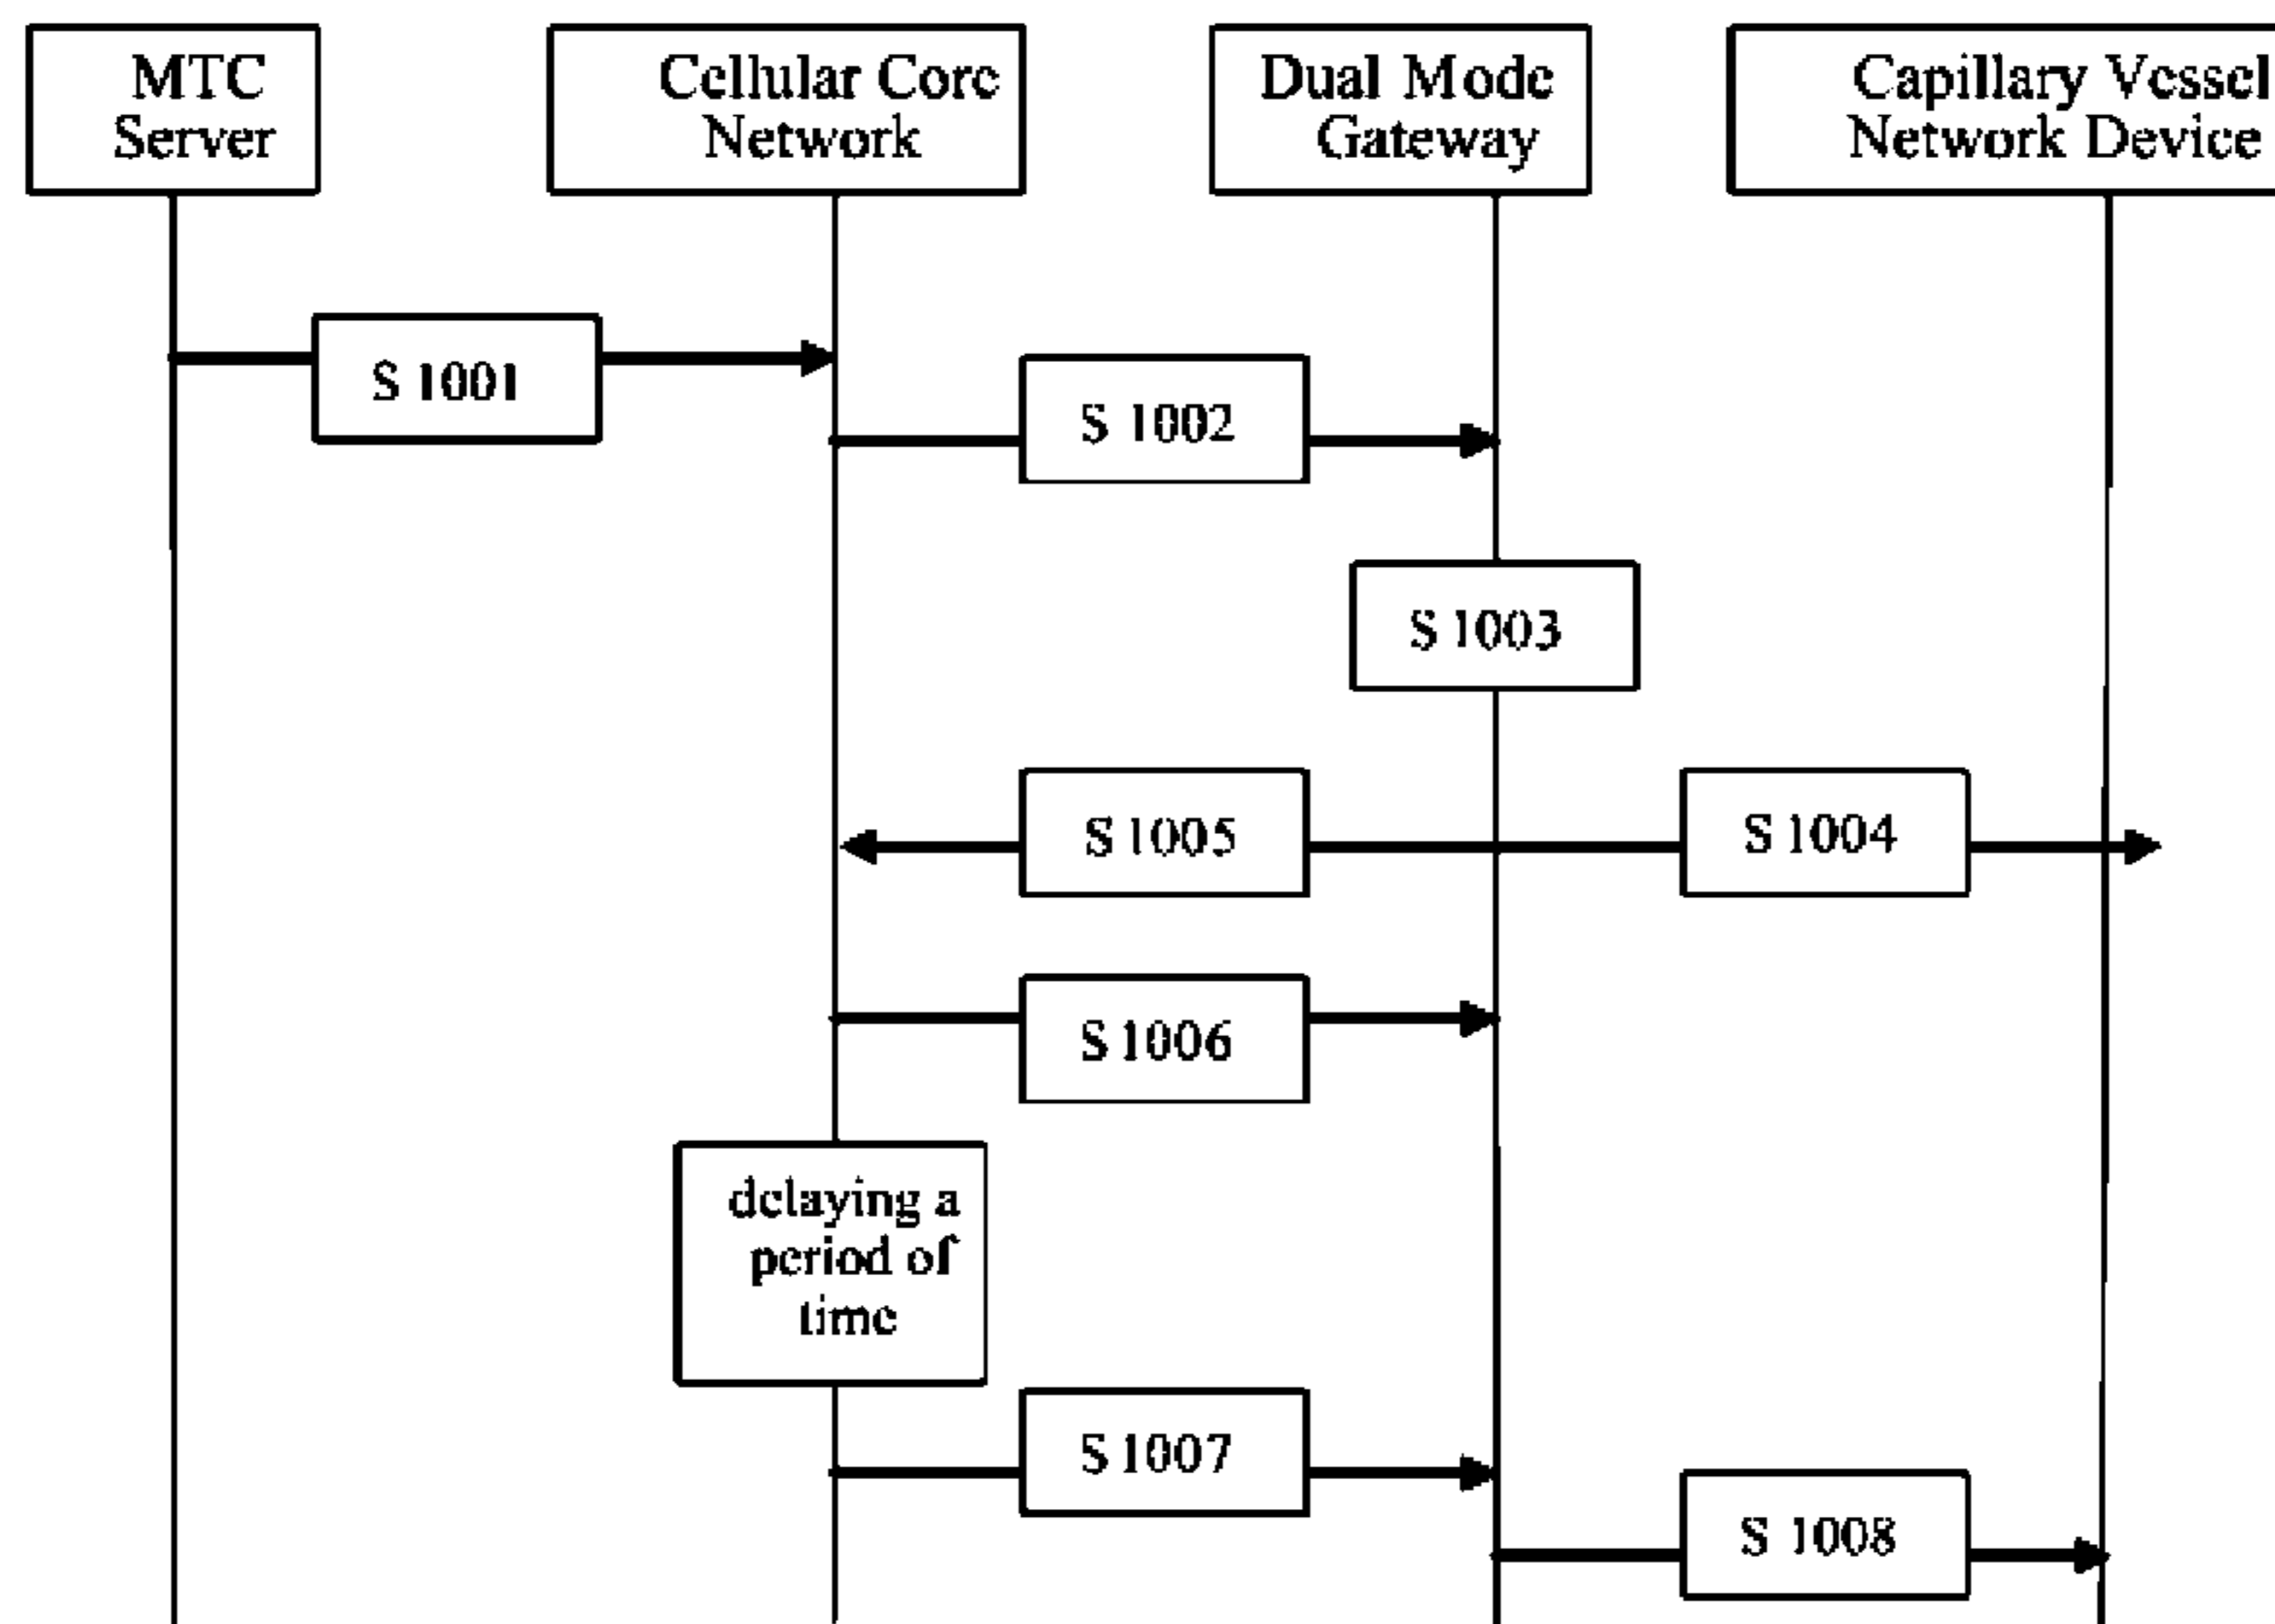 MTC
Server
Cellular Core
Network
Dual Mode
Gateway
Capillary Vessel
Network Device
S 1001
S 1002
S 1003
S 1005
S 1004
S 1006
delaying a
period of
time
S 1007
S 1008